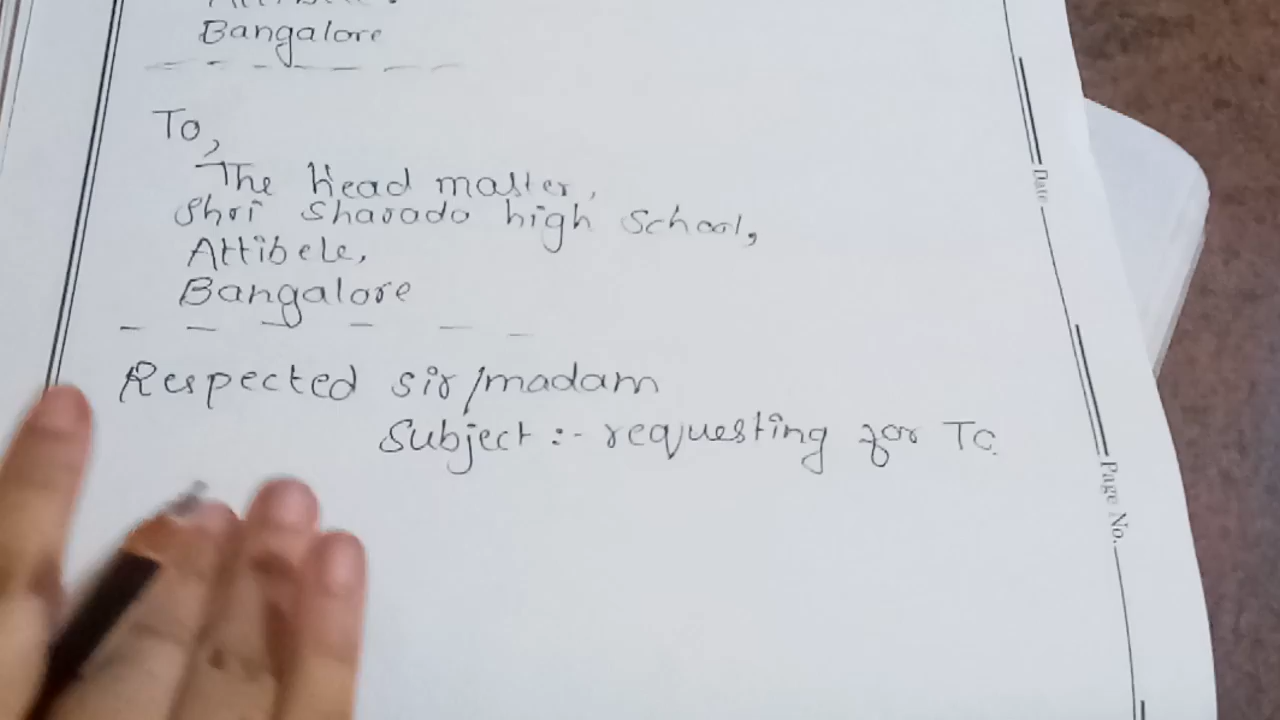 Bangalore
To,
The Head master,
Shri Sharada high School,
Attibele,
Bangalore
Respected sir/madam
Subject :- requesting for Tc
Date
Page No.